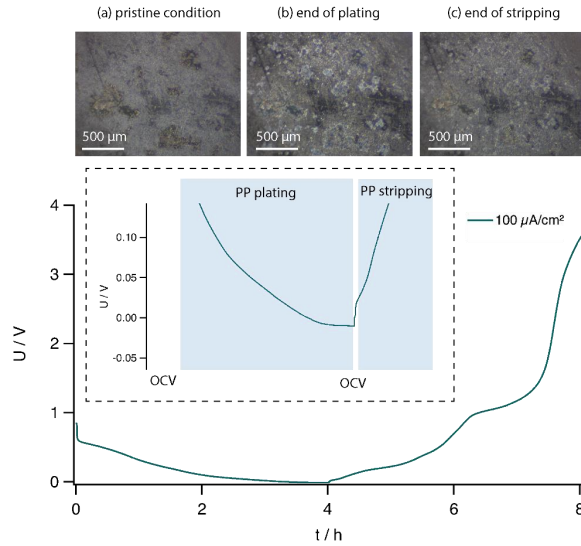 (a) pristine condition
(b) end of plating
(c) end of stripping
500 µm
500 µm
500 µm
PP plating
PP stripping
0.10
0.05
0.00
-0.05
U / V
OCV
OCV
100 µA/cm²
4
3
2
1
0
U / V
0
2
4
6
8
t / h